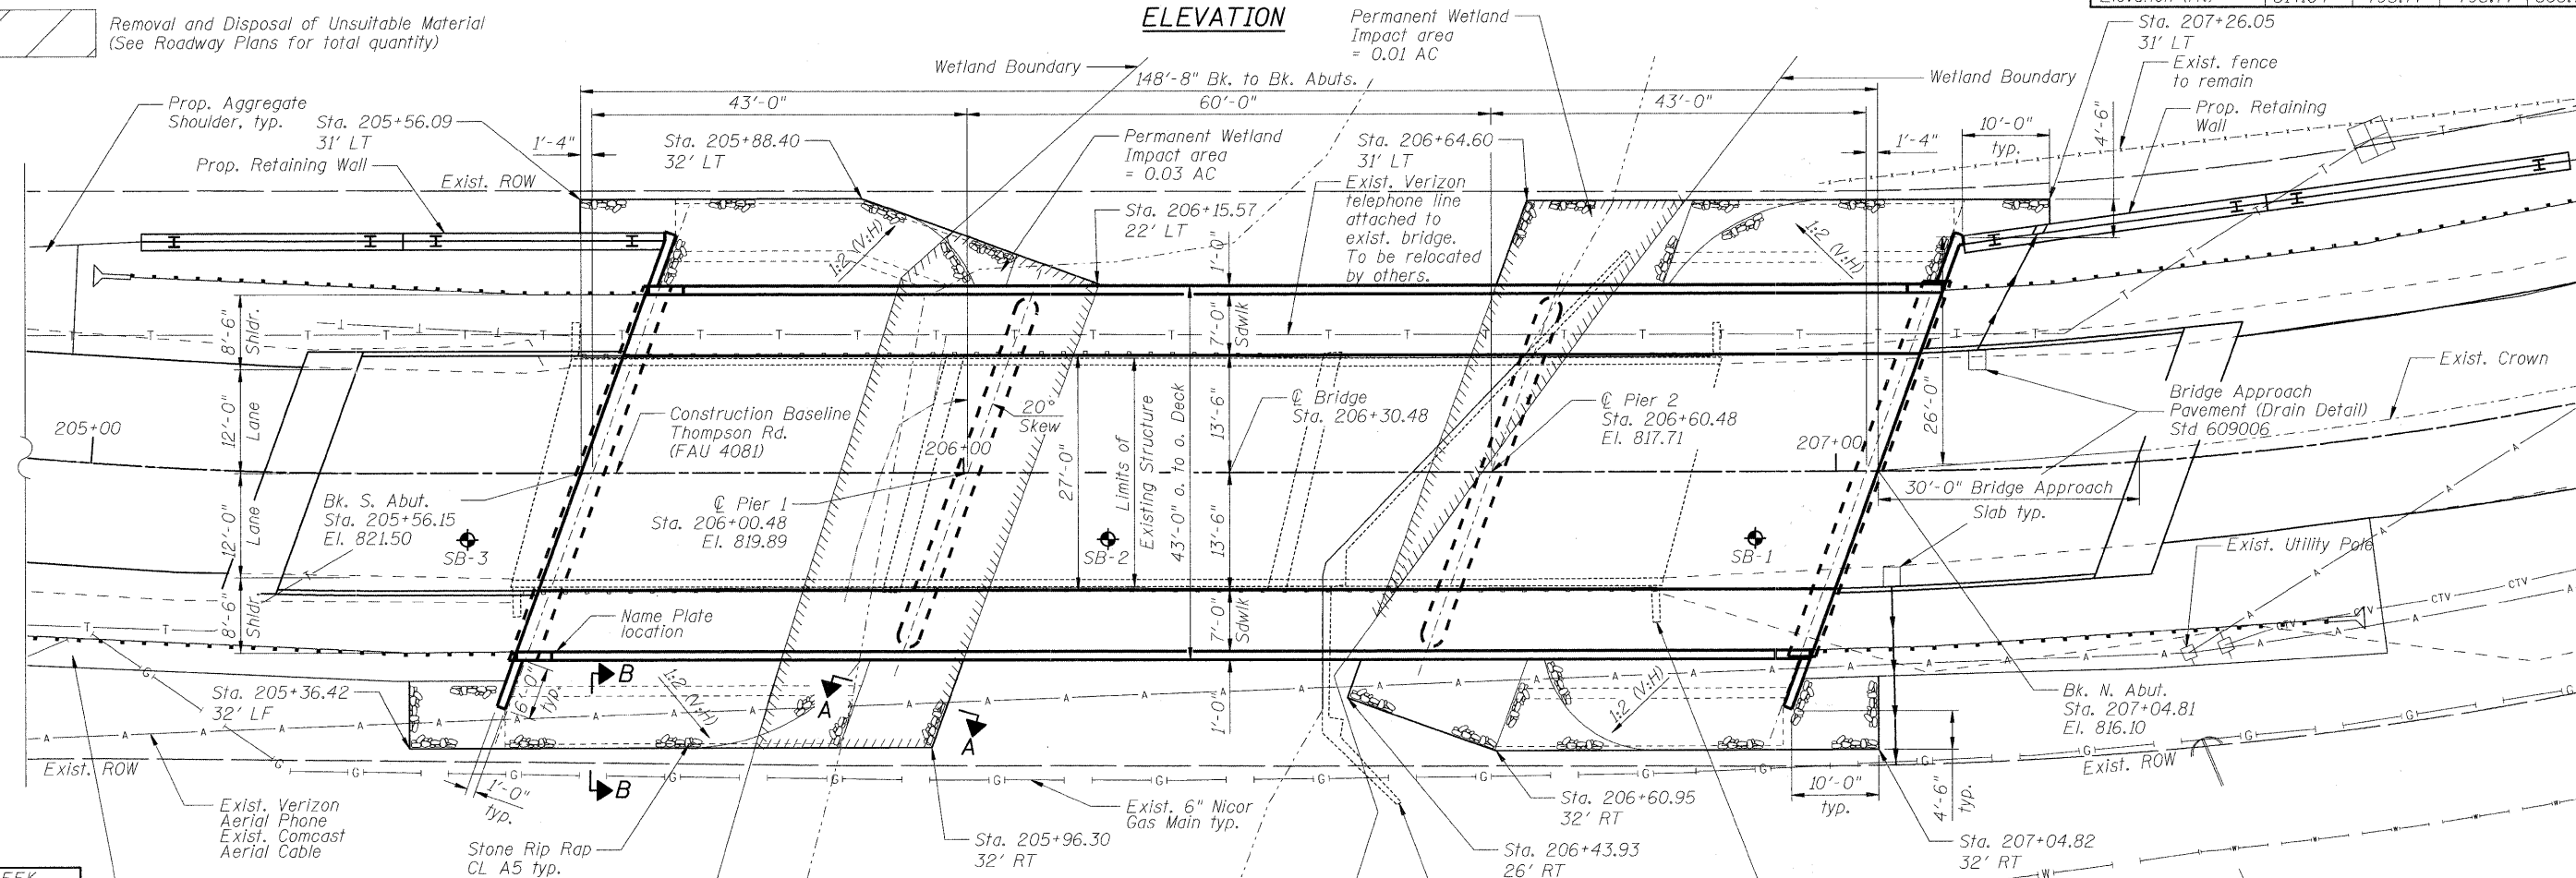 ELEVATION
Removal and Disposal of Unsuitable Material
(See Roadway Plans for total quantity)
Permanent Wetland
Impact area
= 0.01 AC
Sta. 207+26.05
31' LT
Exist. fence
to remain
Wetland Boundary
148'-8" Bk. to Bk. Abuts.
Wetland Boundary
43'-0"
60'-0"
43'-0"
Prop. Aggregate
Shoulder, typ.
Sta. 205+56.09
31' LT
Prop. Retaining Wall
1'-4"
Sta. 205+88.40
32' LT
Permanent Wetland
Impact area
= 0.03 AC
Sta. 206+64.60
31' LT
Exist. Verizon
telephone line
attached to
exist. bridge.
To be relocated
by others.
1'-4"
10'-0"
typ.
4'-6"
Prop. Retaining
Wall
Exist. ROW
Sta. 206+15.57
22' LT
1:2 (V:H)
1:2 (V:H)
1'-0"
7'-0"
Sdwlk
8'-6"
Shldr.
12'-0"
Lane
205+00
Construction Baseline
Thompson Rd.
(FAU 4081)
20°
Skew
206+00
27'-0"
Limits of
Existing Structure
43'-0" o. to o. Deck
13'-6"
℄ Bridge
Sta. 206+30.48
℄ Pier 2
Sta. 206+60.48
El. 817.71
207+00
26'-0"
Exist. Crown
Bridge Approach
Pavement (Drain Detail)
Std 609006
Bk. S. Abut.
Sta. 205+56.15
El. 821.50
12'-0"
Lane
SB-3
℄ Pier 1
Sta. 206+00.48
El. 819.89
SB-2
13'-6"
SB-1
30'-0" Bridge Approach
Slab typ.
Exist. Utility Pole
8'-6"
Shldr.
Name Plate
location
7'-0"
Sdwlk
1'-0"
Sta. 205+36.42
32' LF
6'-0"
typ.
B
1:2 (V:H)
A
A
B
1:2 (V:H)
Bk. N. Abut.
Sta. 207+04.81
El. 816.10
Exist. ROW
Exist. ROW
1'-0"
typ.
10'-0"
typ.
4'-6"
typ.
Exist. Verizon
Aerial Phone
Exist. Comcast
Aerial Cable
Stone Rip Rap
CL A5 typ.
Exist. 6" Nicor
Gas Main typ.
Sta. 205+96.30
32' RT
Sta. 206+60.95
32' RT
Sta. 206+43.93
26' RT
Sta. 207+04.82
32' RT